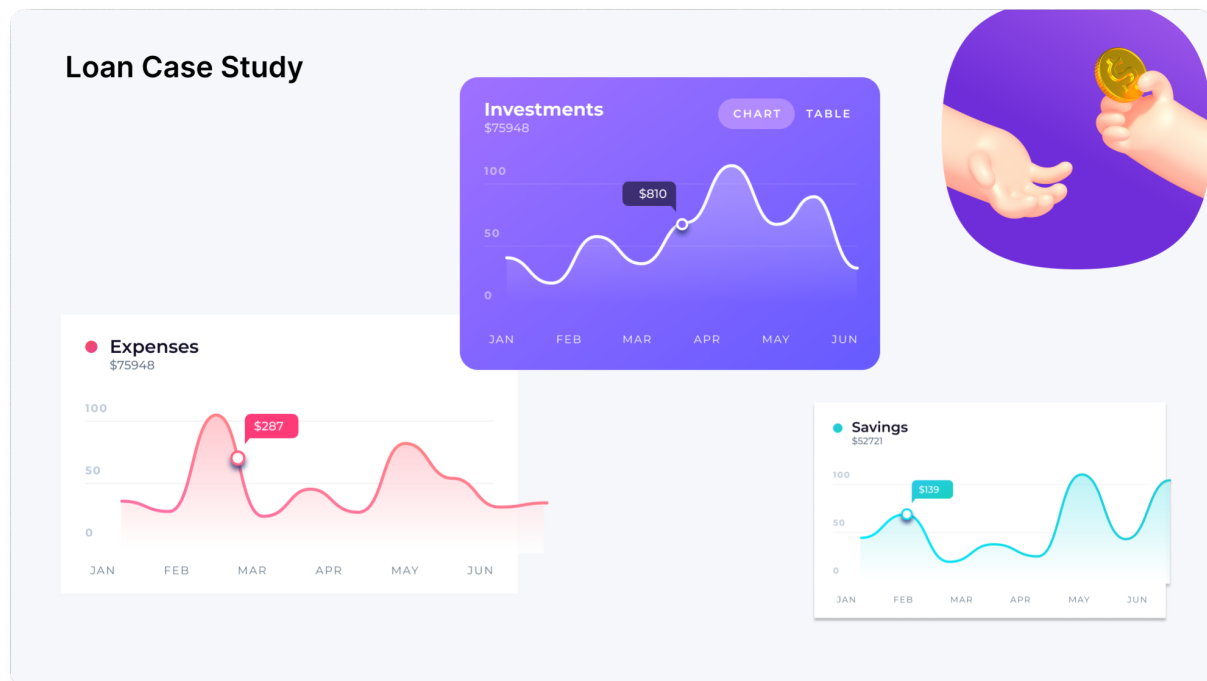 Loan Case Study
Investments
$75948
CHART TABLE
100
$810
50
0
JAN FEB MAR APR MAY JUN
Expenses
$75948
100
$287
50
0
JAN FEB MAR APR MAY JUN
Savings
$52721
100
$139
50
0
JAN FEB MAR APR MAY JUN